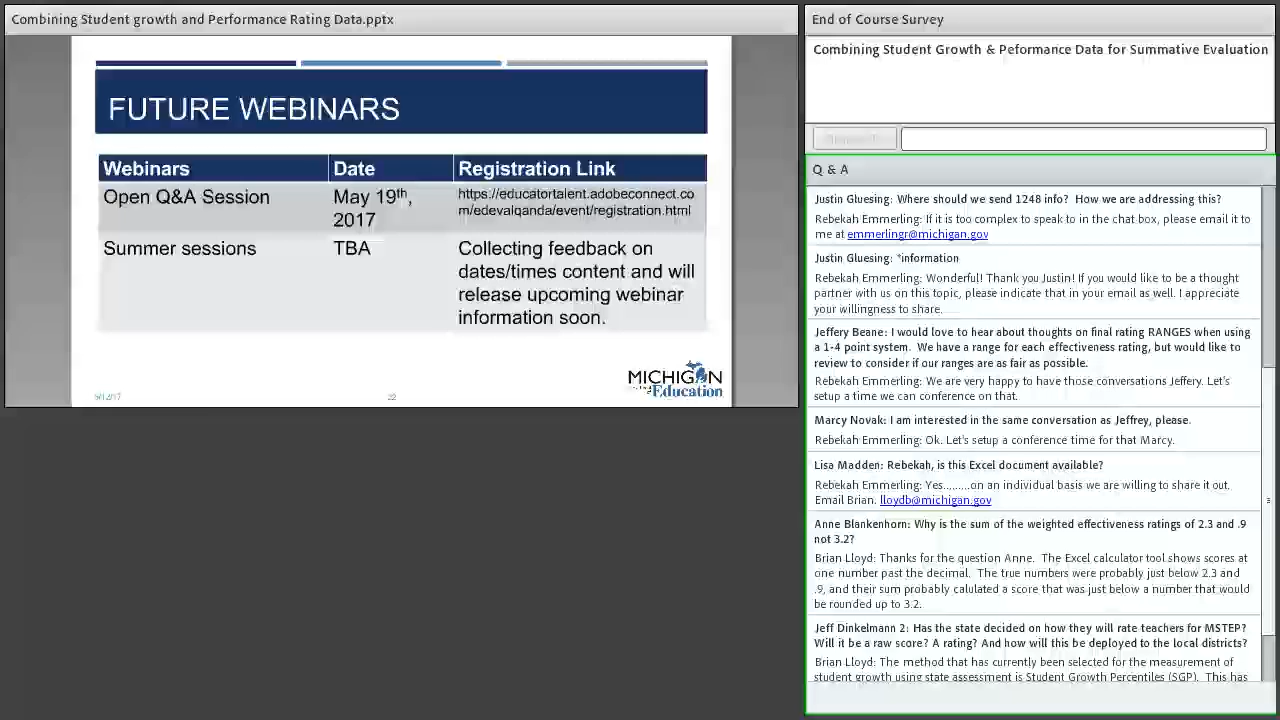 Combining Student growth and Performance Rating Data.pptx
FUTURE WEBINARS
Webinars Date Registration Link
Open Q&A Session May 19th, 2017 https://educatortalent.adobeconnect.co
m/edevalqanda/event/registration.html
Summer sessions TBA Collecting feedback on
dates/times content and will
release upcoming webinar
information soon.
MICHIGAN
Education
22
End of Course Survey
Combining Student Growth & Peformance Data for Summative Evaluation
Q & A
Justin Gluesing: Where should we send 1248 info? How we are addressing this?
Rebekah Emmerling: If it is too complex to speak to in the chat box, please email it to
me at emmerlingr@michigan.gov
Justin Gluesing: *information
Rebekah Emmerling: Wonderful! Thank you Justin! If you would like to be a thought
partner with us on this topic, please indicate that in your email as well. I appreciate
your willingness to share.
Jeffery Beane: I would love to hear about thoughts on final rating RANGES when using
a 1-4 point system. We have a range for each effectiveness rating, but would like to
review to consider if our ranges are as fair as possible.
Rebekah Emmerling: We are very happy to have those conversations Jeffery. Let's
setup a time we can conference on that.
Marcy Novak: I am interested in the same conversation as Jeffrey, please.
Rebekah Emmerling: Ok. Let's setup a conference time for that Marcy.
Lisa Madden: Rebekah, is this Excel document available?
Rebekah Emmerling: Yes.........on an individual basis we are willing to share it out.
Email Brian. lloydb@michigan.gov
Anne Blankenhorn: Why is the sum of the weighted effectiveness ratings of 2.3 and .9
not 3.2?
Brian Lloyd: Thanks for the question Anne. The Excel calculator tool shows scores at
one number past the decimal. The true numbers were probably just below 2.3 and
.9, and their sum probably calulated a score that was just below a number that would
be rounded up to 3.2.
Jeff Dinkelmann 2: Has the state decided on how they will rate teachers for MSTEP?
Will it be a raw score? A rating? And how will this be deployed to the local districts?
Brian Lloyd: The method that has currently been selected for the measurement of
student growth using state assessment is Student Growth Percentiles (SGP). This has